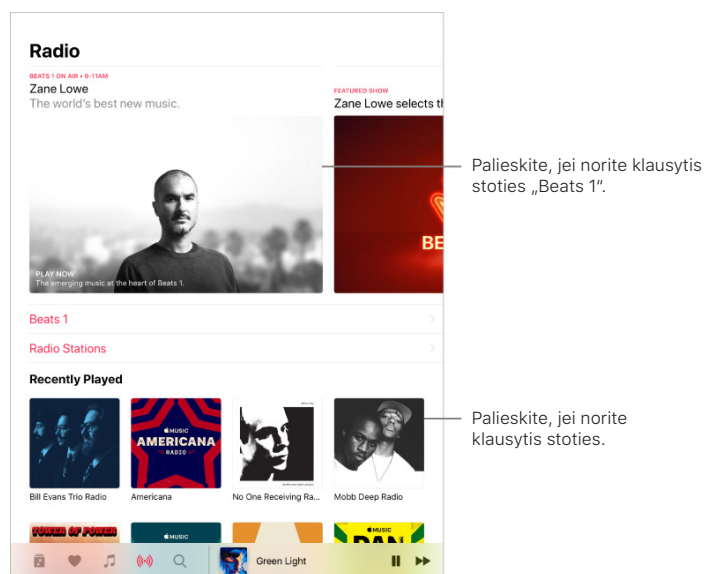 Radio
BEATS 1 ON AIR • 9-11AM
Zane Lowe
The world's best new music.
FEATURED SHOW
Zane Lowe selects th
BE
PLAY NOW
The emerging music at the heart of Beats 1.
Palieskite, jei norite klausytis
stoties „Beats 1“.
Beats 1
Radio Stations
Recently Played
MUSIC
AMERICANA
RADIO
Palieskite, jei norite
klausytis stoties.
Bill Evans Trio Radio
Americana
No One Receiving Ra...
Mobb Deep Radio
TOWER OF POWER
MUSIC
MUSIC
DAN
Green Light